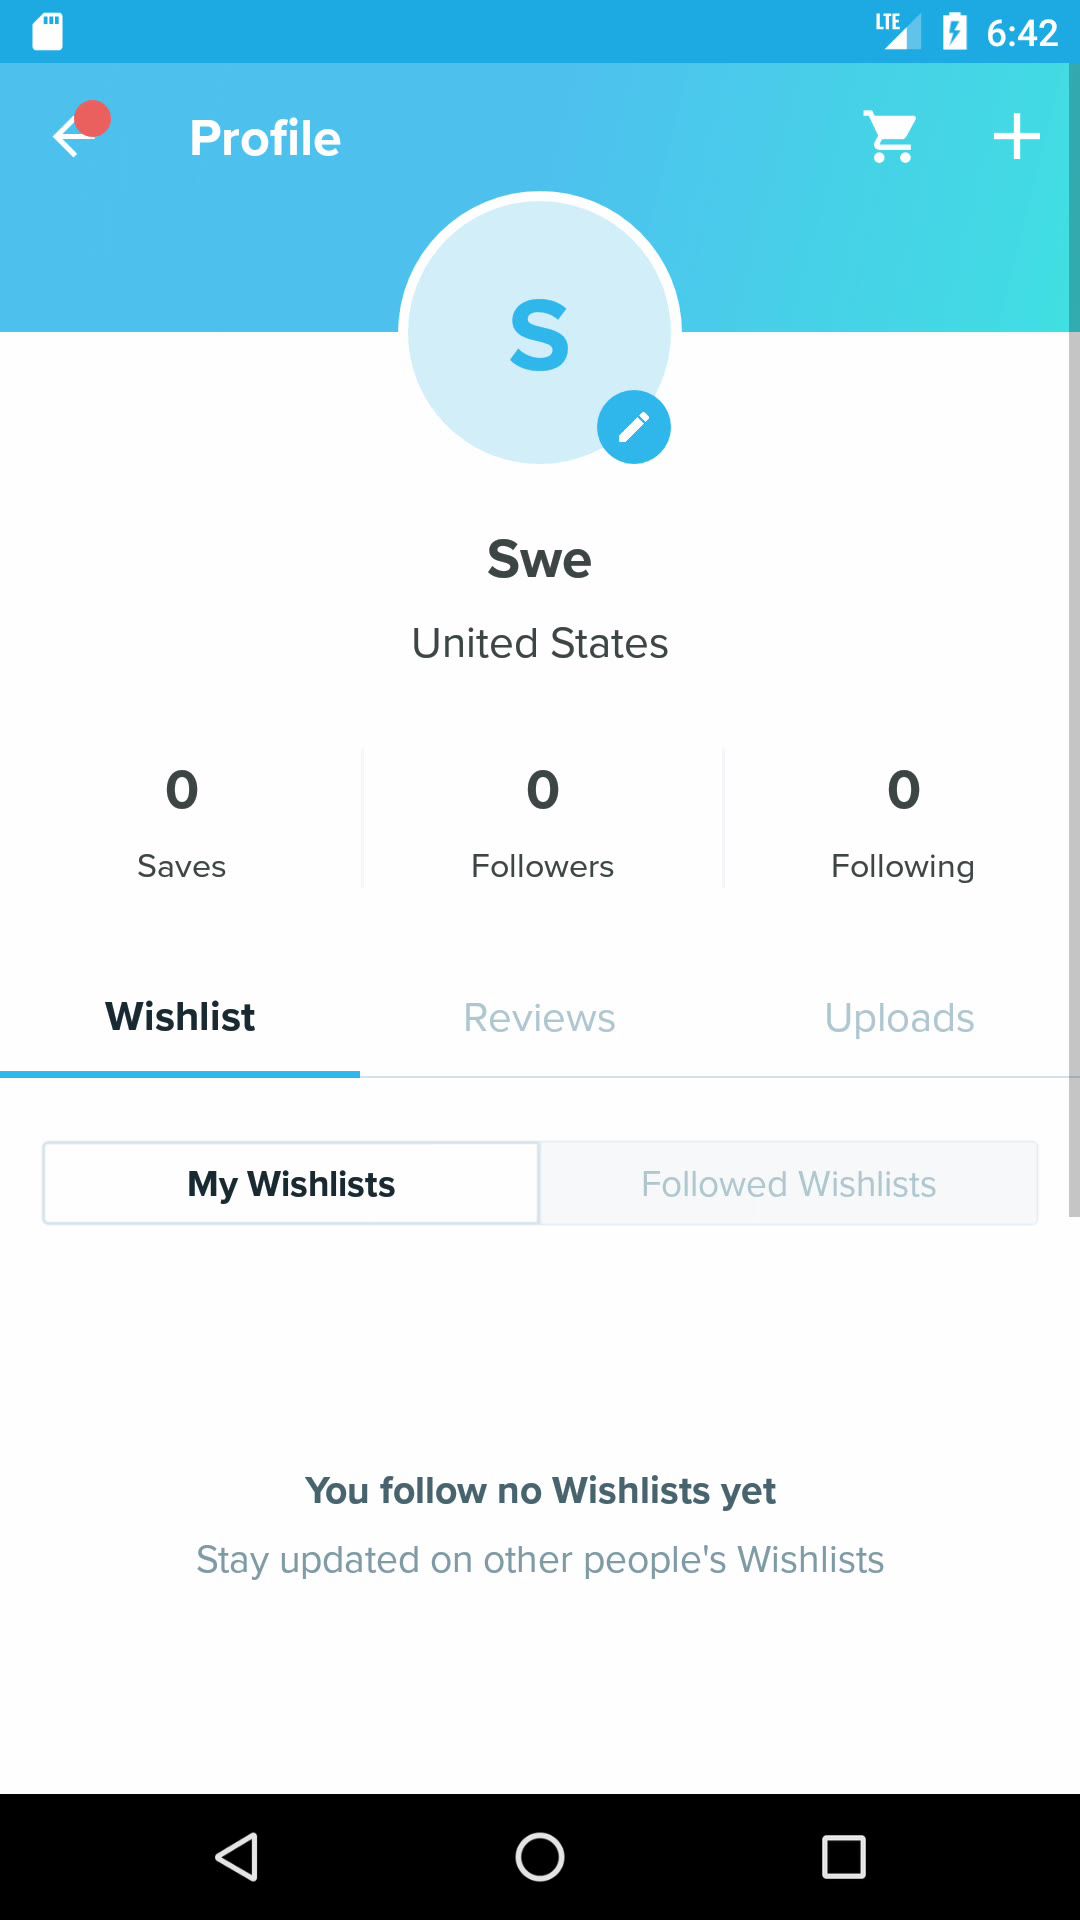 LTE 6:42
Profile
S
Swe
United States
0 0 0
Saves Followers Following
Wishlist Reviews Uploads
My Wishlists Followed Wishlists
You follow no Wishlists yet
Stay updated on other people's Wishlists